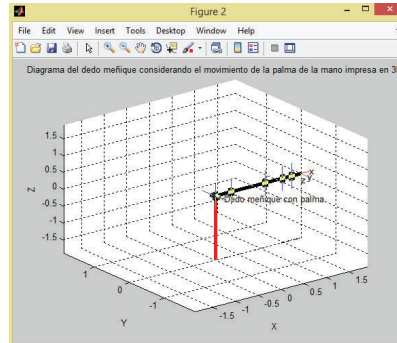 Figure 2
File Edit View Insert Tools Desktop Window Help
Diagrama del dedo meñique considerando el movimiento de la palma de la mano impresa en 3
1.5
1
0.5
0
-0.5
-1
-1.5
Z
x
z y
Dedo meñique con palma.
1
0
-1
Y
-1.5
-1
-0.5
0
0.5
1
1.5
X